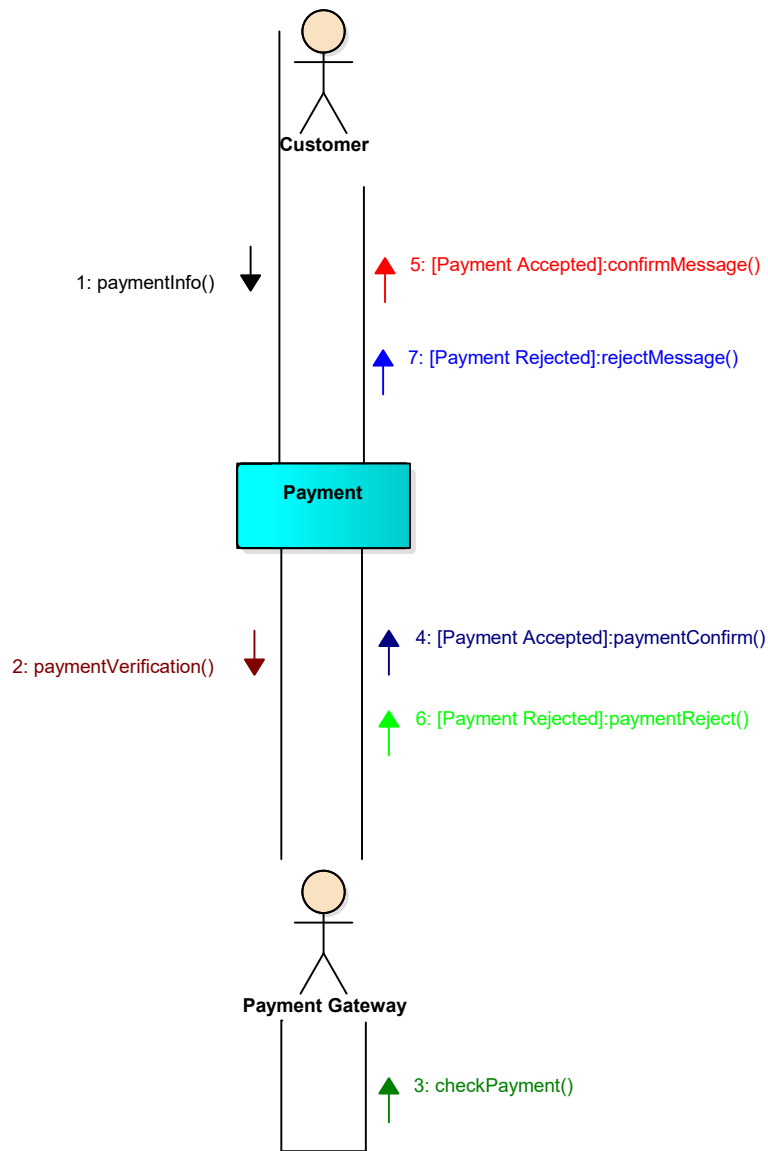 Customer
1: paymentInfo()
5: [Payment Accepted]:confirmMessage()
7: [Payment Rejected]:rejectMessage()
Payment
2: paymentVerification()
4: [Payment Accepted]:paymentConfirm()
6: [Payment Rejected]:paymentReject()
Payment Gateway
3: checkPayment()